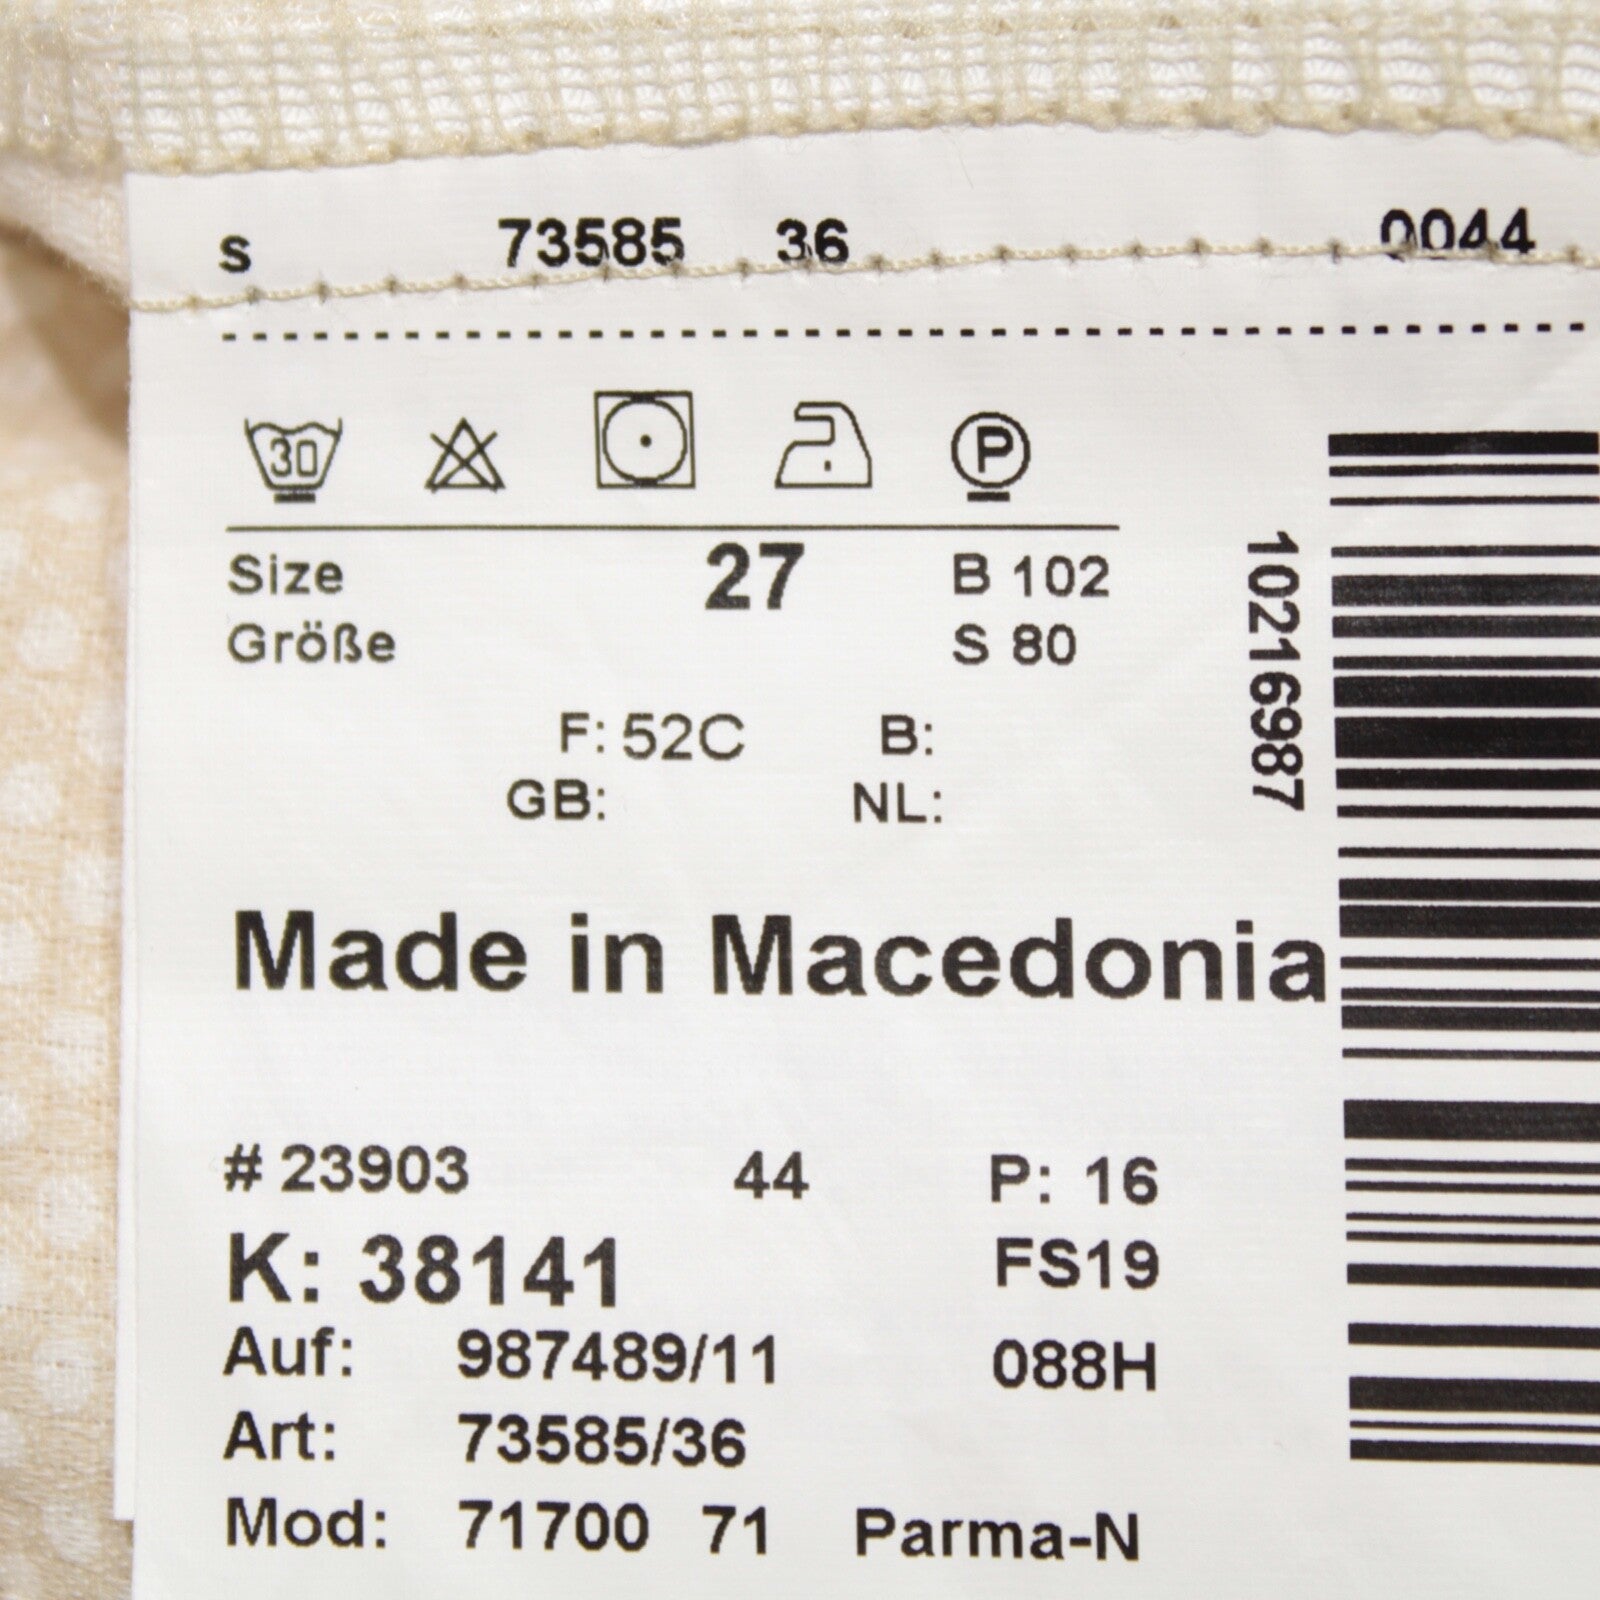 s 73585 36 0044
30 P
Size 27 B 102
Größe S 80
F: 52C B:
GB: NL:
10216987
Made in Macedonia
# 23903 44 P: 16
K: 38141 FS19
Auf: 987489/11 088H
Art: 73585/36
Mod: 71700 71 Parma-N